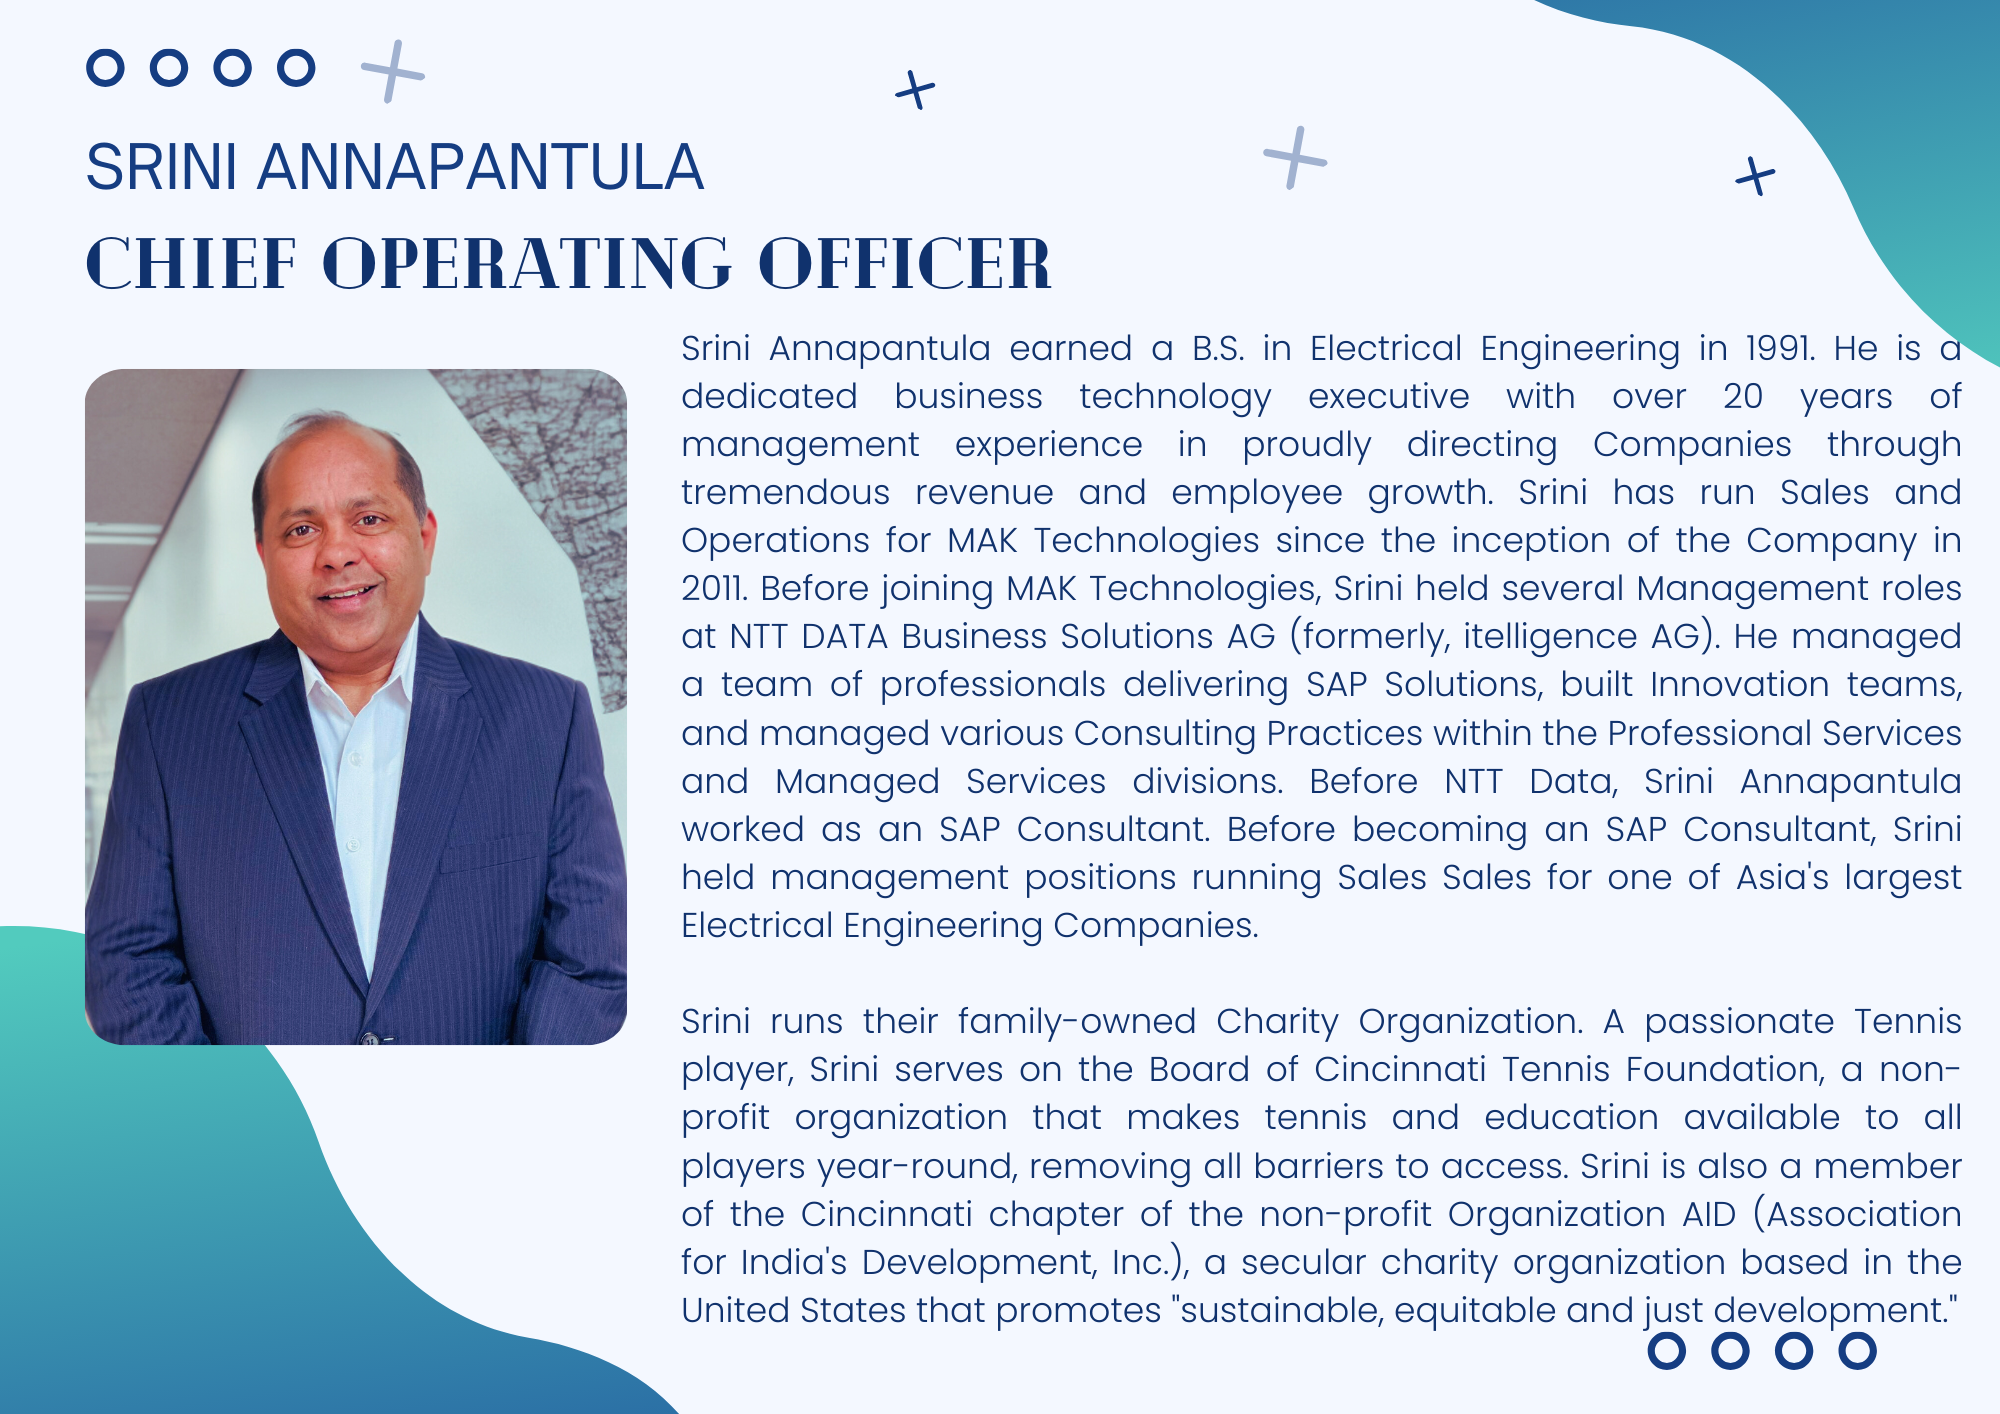 SRINI ANNAPANTULA
CHIEF OPERATING OFFICER
Srini Annapantula earned a B.S. in Electrical Engineering in 1991. He is a
dedicated business technology executive with over 20 years of
management experience in proudly directing Companies through
tremendous revenue and employee growth. Srini has run Sales and
Operations for MAK Technologies since the inception of the Company in
2011. Before joining MAK Technologies, Srini held several Management roles
at NTT DATA Business Solutions AG (formerly, itelligence AG). He managed
a team of professionals delivering SAP Solutions, built Innovation teams,
and managed various Consulting Practices within the Professional Services
and Managed Services divisions. Before NTT Data, Srini Annapantula
worked as an SAP Consultant. Before becoming an SAP Consultant, Srini
held management positions running Sales Sales for one of Asia's largest
Electrical Engineering Companies.
Srini runs their family-owned Charity Organization. A passionate Tennis
player, Srini serves on the Board of Cincinnati Tennis Foundation, a non-
profit organization that makes tennis and education available to all
players year-round, removing all barriers to access. Srini is also a member
of the Cincinnati chapter of the non-profit Organization AID (Association
for India's Development, Inc.), a secular charity organization based in the
United States that promotes "sustainable, equitable and just development."